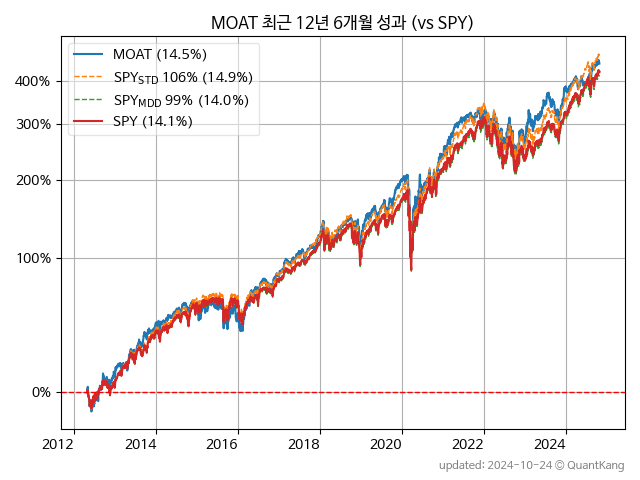 MOAT 최근 12년 6개월 성과 (vs SPY)
MOAT (14.5%)
SPY_STD 106% (14.9%)
SPY_MDD 99% (14.0%)
SPY (14.1%)
400%
300%
200%
100%
0%
2012 2014 2016 2018 2020 2022 2024
updated: 2024-10-24 © QuantKang